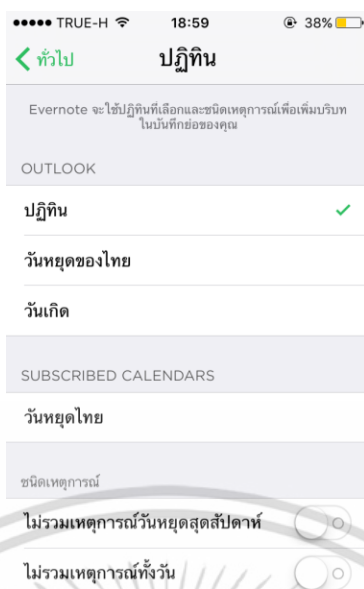 TRUE-H 18:59 38%
ทั่วไป ปฏิทิน
Evernote จะใช้ปฏิทินที่เลือกและชนิดเหตุการณ์เพื่อเพิ่มบริบท
ในบันทึกย่อของคุณ
OUTLOOK
ปฏิทิน
วันหยุดของไทย
วันเกิด
SUBSCRIBED CALENDARS
วันหยุดไทย
ชนิดเหตุการณ์
ไม่รวมเหตุการณ์วันหยุดสุดสัปดาห์
ไม่รวมเหตุการณ์ทั้งวัน